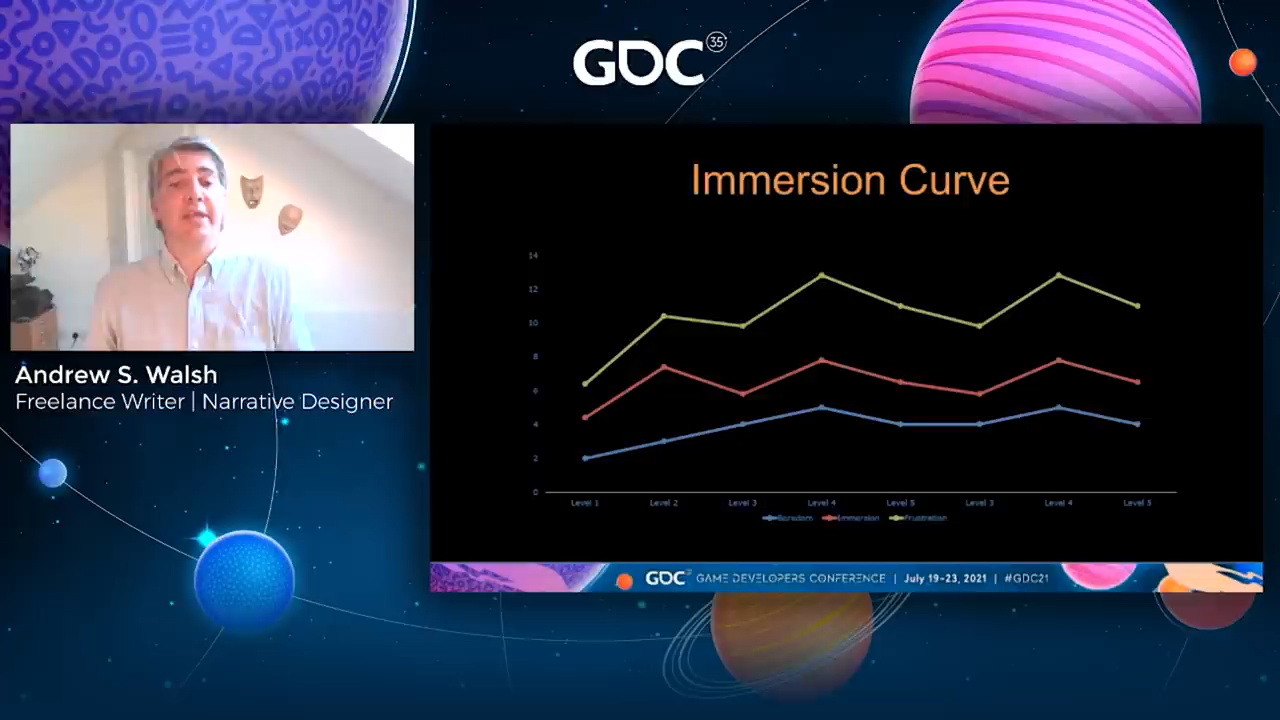 GDC 35
Andrew S. Walsh
Freelance Writer | Narrative Designer
Immersion Curve
14
12
10
8
6
4
2
0
Level 1 Level 2 Level 3 Level 4 Level 5 Level 3 Level 4 Level 5
Boredom Immersion Frustration
GDC GAME DEVELOPERS CONFERENCE | July 19-23, 2021 | #GDC21